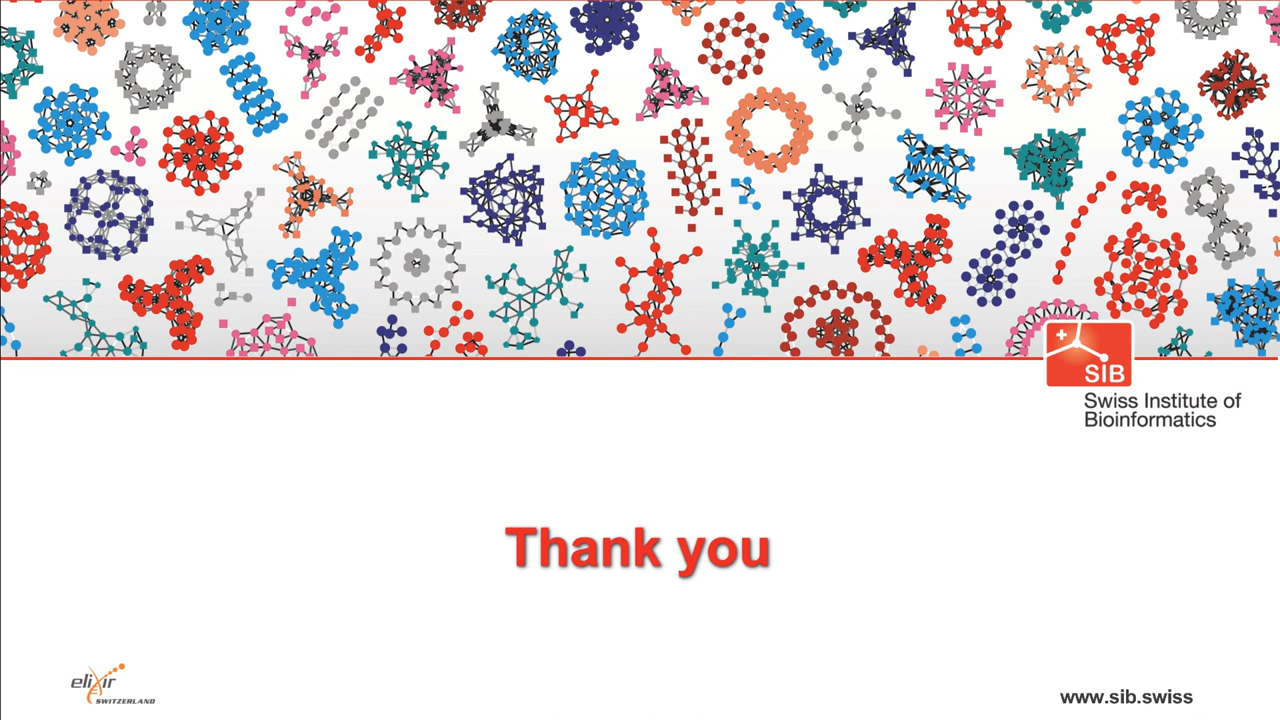 SIB
Swiss Institute of
Bioinformatics
Thank you
elixir
SWITZERLAND
www.sib.swiss